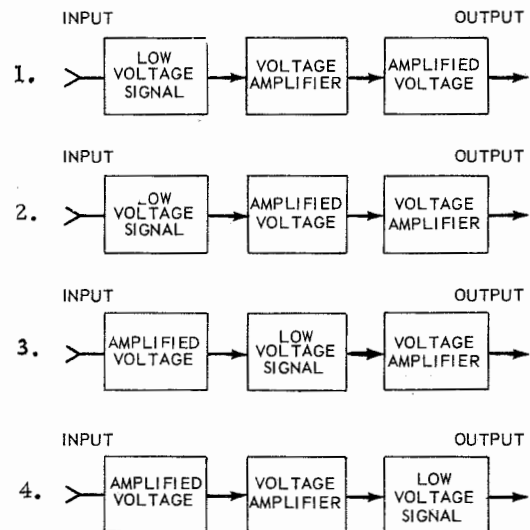 INPUT OUTPUT
1. LOW VOLTAGE SIGNAL VOLTAGE AMPLIFIER AMPLIFIED VOLTAGE
INPUT OUTPUT
2. LOW VOLTAGE SIGNAL AMPLIFIED VOLTAGE VOLTAGE AMPLIFIER
INPUT OUTPUT
3. AMPLIFIED VOLTAGE LOW VOLTAGE SIGNAL VOLTAGE AMPLIFIER
INPUT OUTPUT
4. AMPLIFIED VOLTAGE VOLTAGE AMPLIFIER LOW VOLTAGE SIGNAL